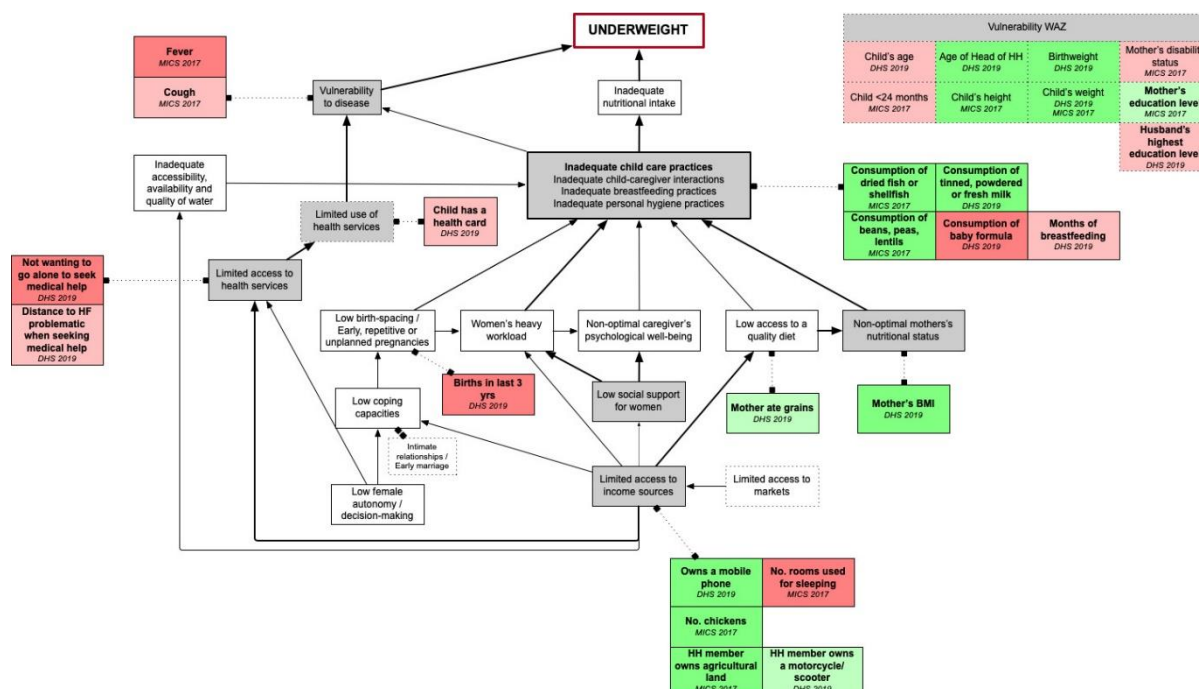 UNDERWEIGHT
Vulnerability WAZ
Child's age
DHS 2019
Age of Head of HH
DHS 2019
Birthweight
DHS 2019
Mother's disabilit
status
MICS 2017
Child <24 months
MICS 2017
Child's height
MICS 2017
Child's weight
DHS 2019
MICS 2017
Mother's
education leve
MICS 2017
Husband's
highest education leve
DHS 2019
Fever
MICS 2017
Cough
MICS 2017
Vulnerability
to disease
Inadequate
nutritional intake
Inadequate
accessibility,
availability and
quality of water
Inadequate child care practices
Inadequate child-caregiver interactions
Inadequate breastfeeding practices
Inadequate personal hygiene practices
Consumption of
dried fish or
shellfish
MICS 2017
Consumption of
tinned, powdered
or fresh milk
DHS 2019
Consumption of
beans, peas,
lentils
MICS 2017
Consumption of
baby formula
DHS 2019
Months of
breastfeeding
DHS 2019
Limited use of
health services
Child has a
health card
DHS 2019
Not wanting to
go alone to seek
medical help
DHS 2019
Distance to HF
problematic
when seeking
medical help
DHS 2019
Limited access to
health services
Low birth-spacing /
Early, repetitive or
unplanned pregnancies
Women's heavy
workload
Non-optimal caregiver's
psychological well-being
Low access to a
quality diet
Non-optimal mothers's
nutritional status
Births in last 3
yrs
DHS 2019
Low social support
for women
Mother ate grains
DHS 2019
Mother's BMI
DHS 2019
Low coping
capacities
Intimate
relationships /
Early marriage
Low female
autonomy /
decision-making
Limited access to
income sources
Limited access to
markets
Owns a mobile
phone
DHS 2019
No. rooms used
for sleeping
MICS 2017
No. chickens
MICS 2017
HH member
owns agricultural
land
MICS 2017
HH member owns
a motorcycle/
scooter
DHS 2019